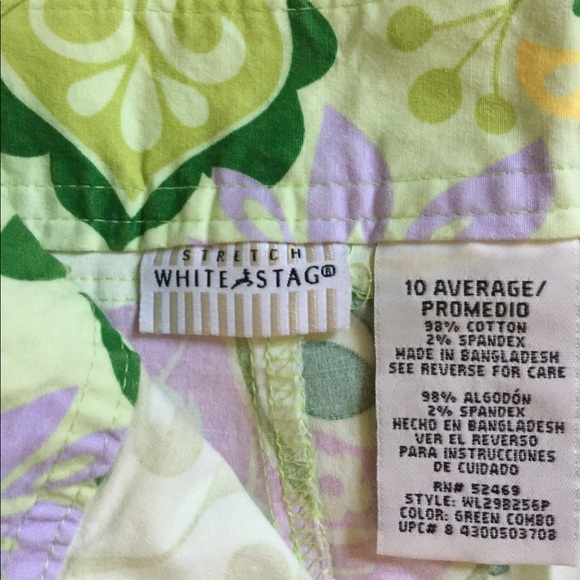 STRETCH
WHITE STAG®
10 AVERAGE/
PROMEDIO
98% COTTON
2% SPANDEX
MADE IN BANGLADESH
SEE REVERSE FOR CARE
98% ALGODÓN
2% SPANDEX
HECHO EN BANGLADESH
VER EL REVERSO
PARA INSTRUCCIONES
DE CUIDADO
RN# 52469
STYLE: WL29B256P
COLOR: GREEN COMBO
UPC# 8 4300503708